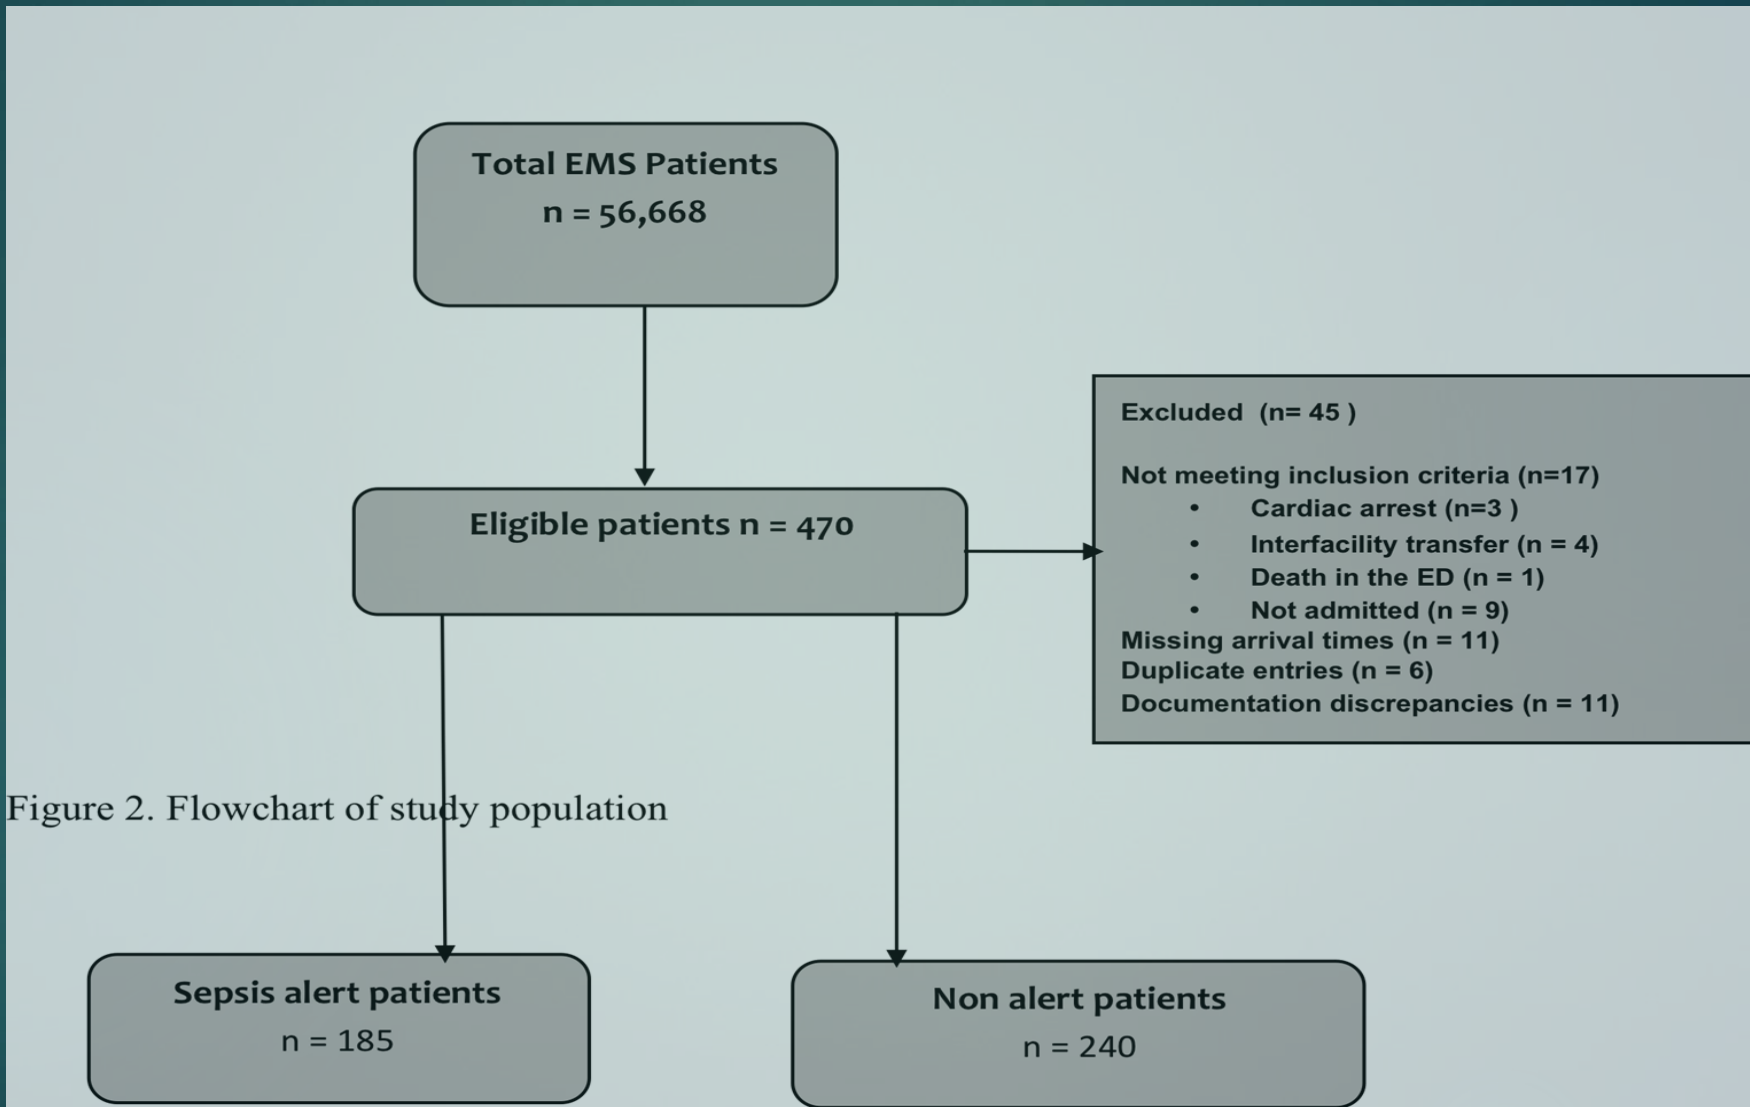 Total EMS Patients
n = 56,668
Eligible patients n = 470
Excluded (n= 45 )
Not meeting inclusion criteria (n=17)
• Cardiac arrest (n=3 )
• Interfacility transfer (n = 4)
• Death in the ED (n = 1)
• Not admitted (n = 9)
Missing arrival times (n = 11)
Duplicate entries (n = 6)
Documentation discrepancies (n = 11)
Figure 2. Flowchart of study population
Sepsis alert patients
n = 185
Non alert patients
n = 240